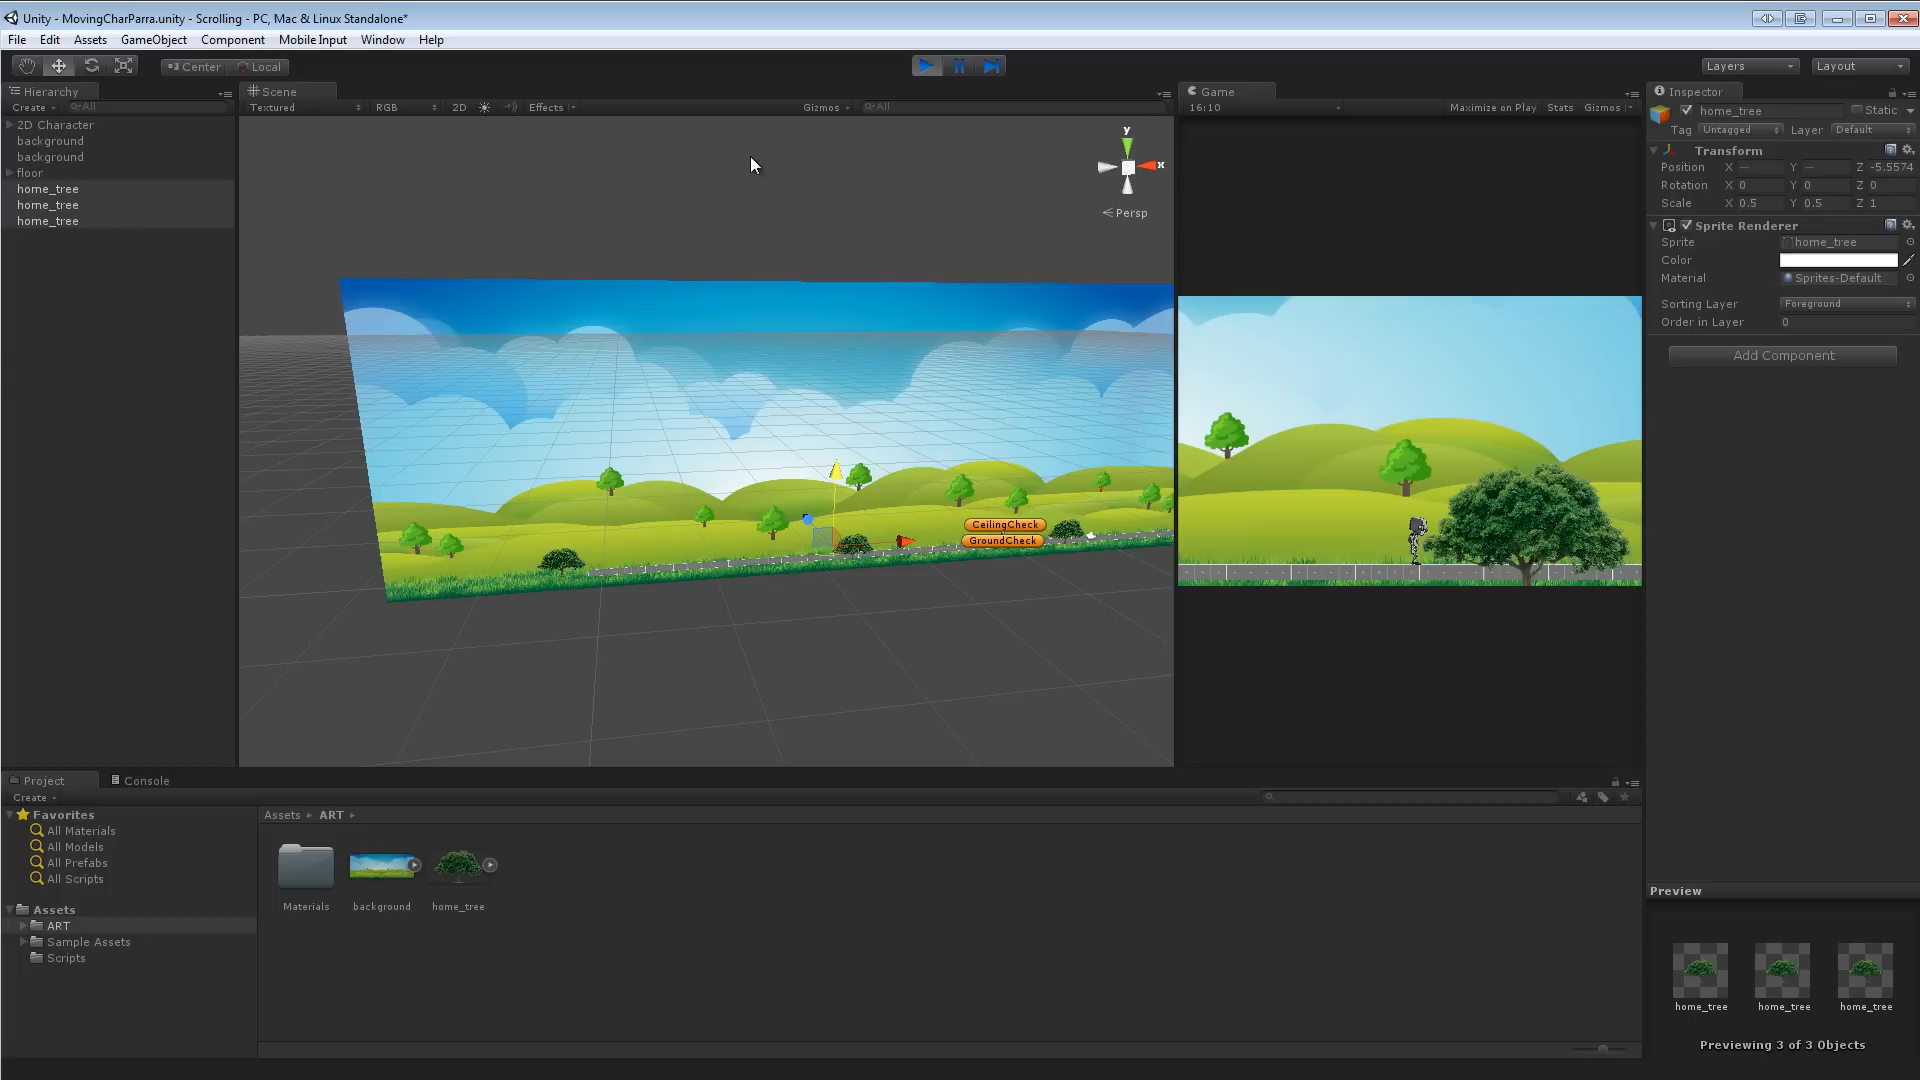 Unity - MovingCharParra.unity - Scrolling - PC, Mac & Linux Standalone*
File Edit Assets GameObject Component Mobile Input Window Help
Center Local Layers Layout
Hierarchy
Create All
2D Character
background
background
floor
home_tree
home_tree
home_tree
Scene
Textured RGB 2D Effects Gizmos All
y
x
Persp
CeilingCheck
GroundCheck
Game
16:10 Maximize on Play Stats Gizmos
Inspector
home_tree Static
Tag Untagged Layer Default
Transform
Position X — Y — Z -5.5574
Rotation X 0 Y 0 Z 0
Scale X 0.5 Y 0.5 Z 1
Sprite Renderer
Sprite home_tree
Color
Material Sprites-Default
Sorting Layer Foreground
Order in Layer 0
Add Component
Project Console
Create
Favorites
All Materials
All Models
All Prefabs
All Scripts
Assets
ART
Sample Assets
Scripts
Assets ART
Materials background home_tree
Preview
home_tree home_tree home_tree
Previewing 3 of 3 Objects